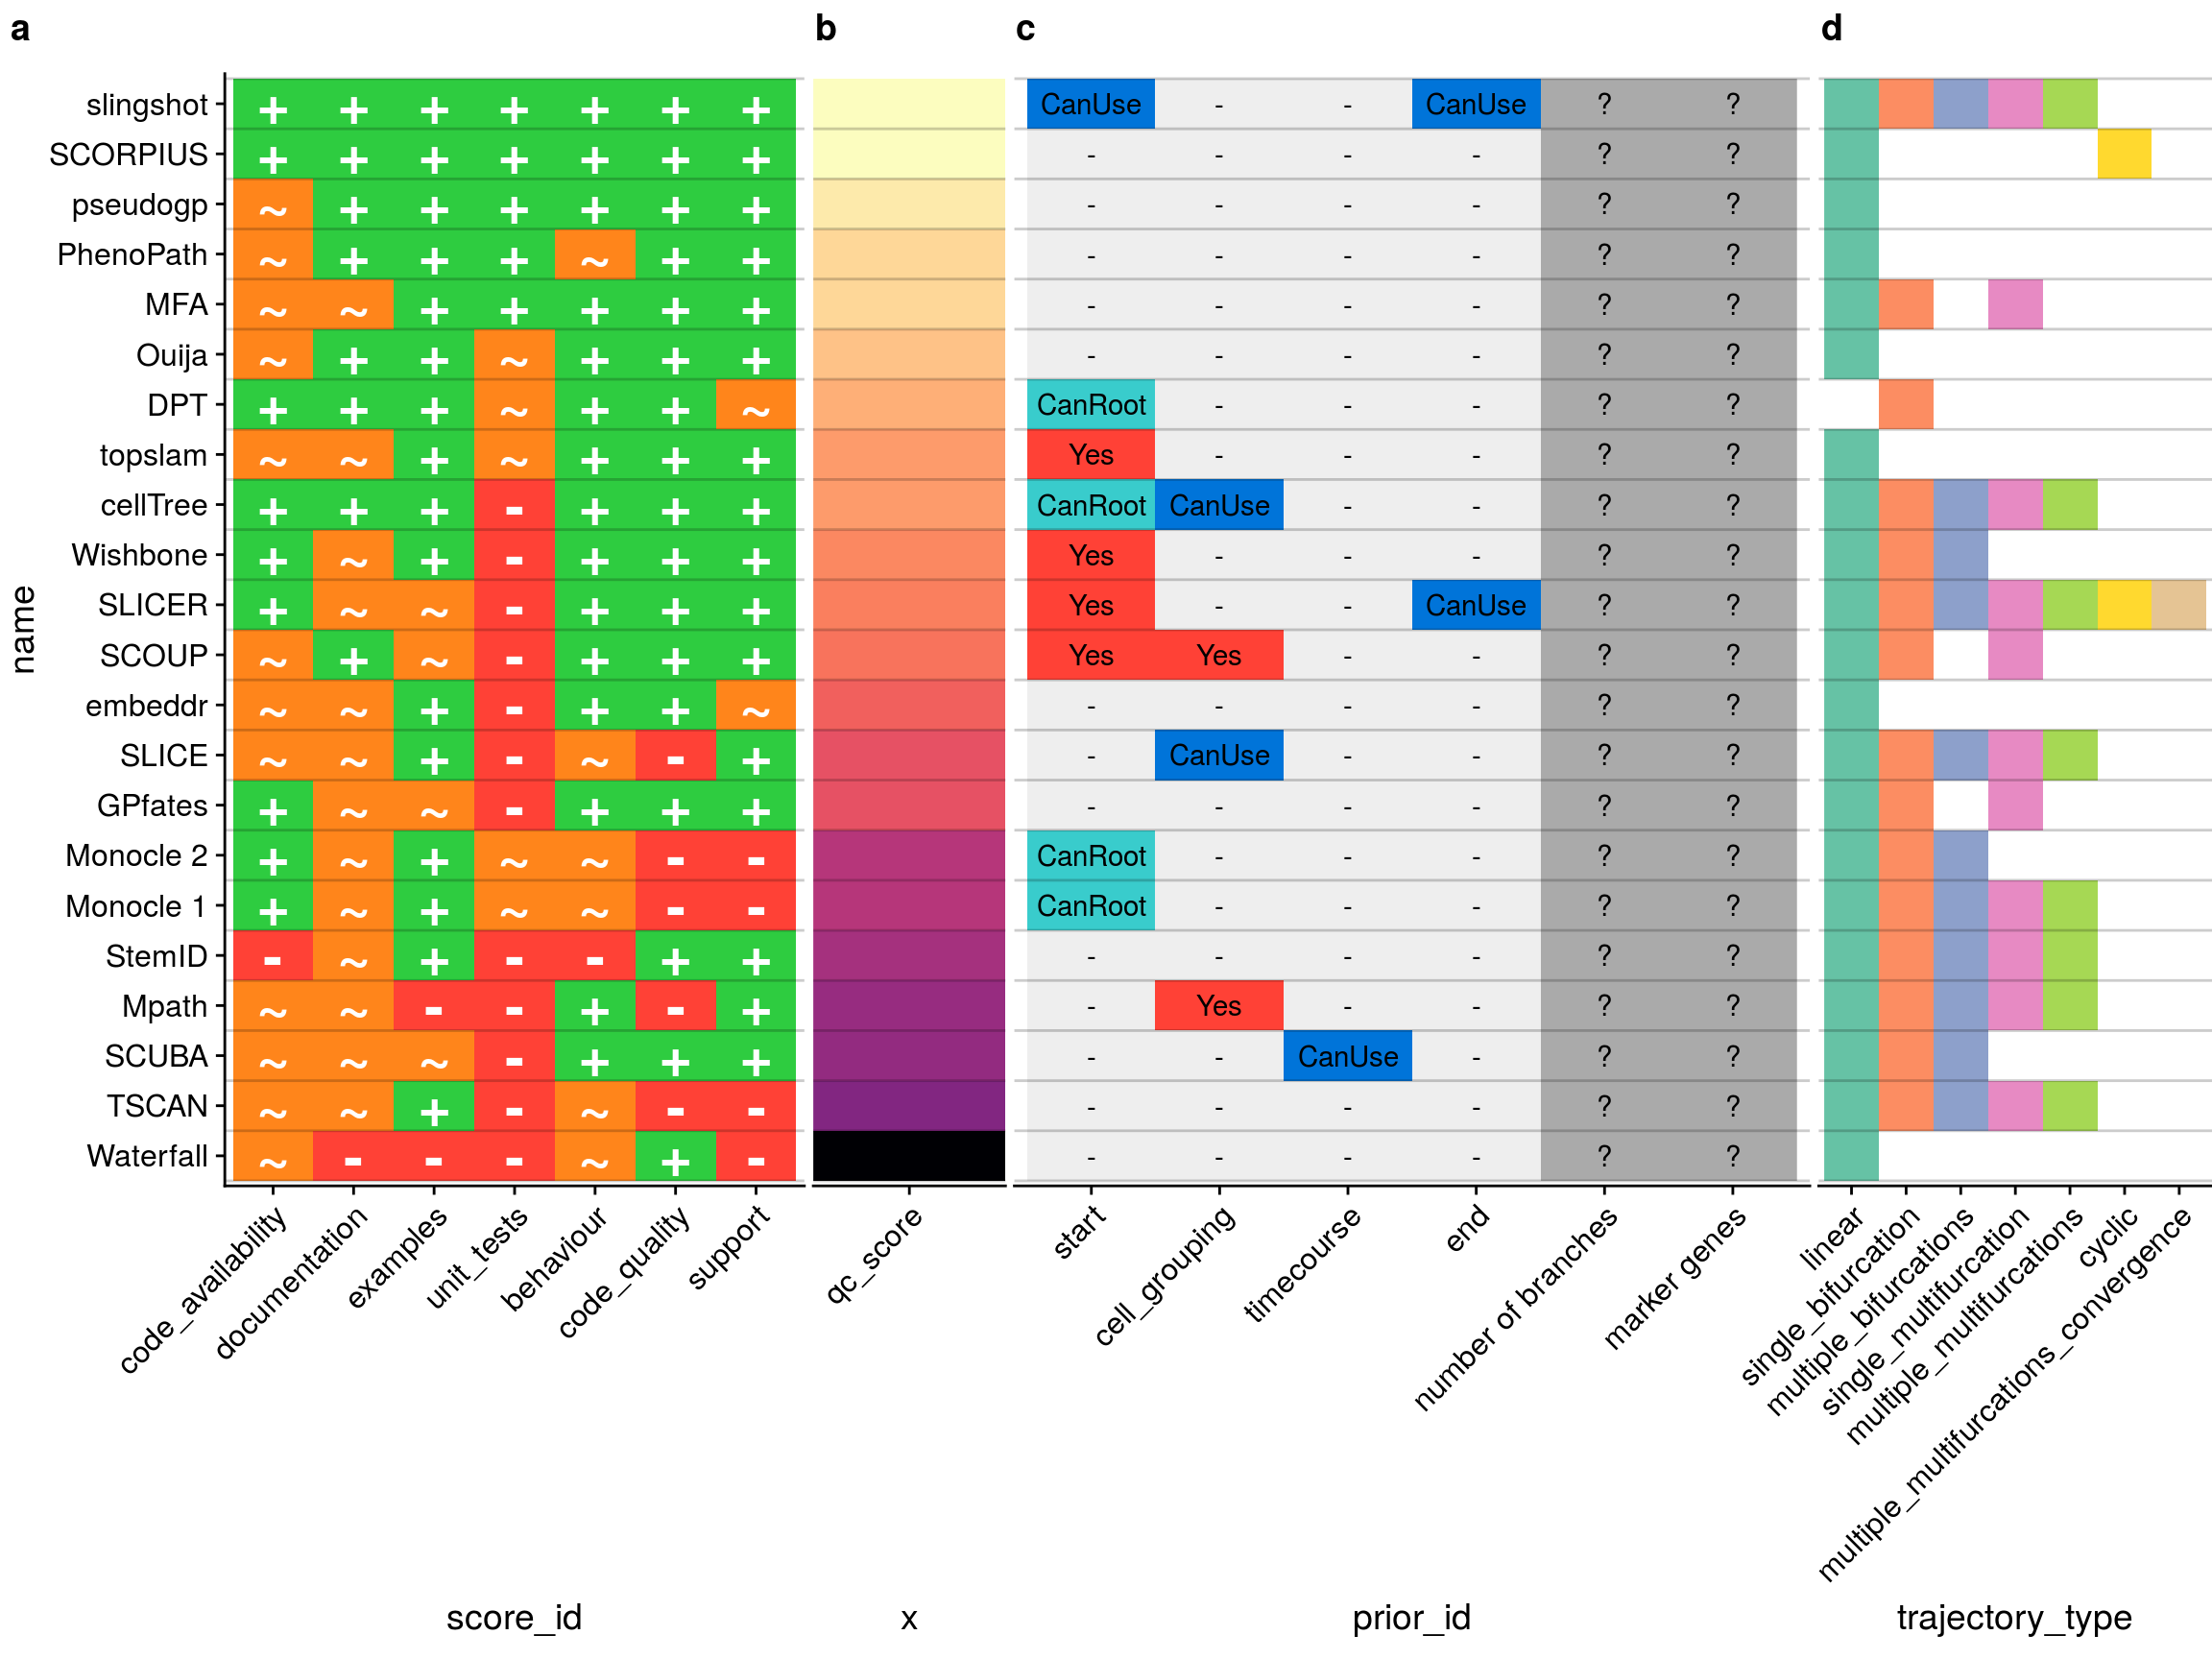 a b c d
slingshot + + + + + + + CanUse - - CanUse ? ?
SCORPIUS + + + + + + + - - - - ? ?
pseudogp ~ + + + + + + - - - - ? ?
PhenoPath ~ + + + ~ + + - - - - ? ?
MFA ~ ~ + + + + + - - - - ? ?
Ouija ~ + + ~ + + + - - - - ? ?
DPT + + + ~ + + ~ CanRoot - - - ? ?
topslam ~ ~ + ~ + + + Yes - - - ? ?
cellTree + + + - + + + CanRoot CanUse - - ? ?
Wishbone + ~ + - + + + Yes - - - ? ?
SLICER + ~ ~ - + + + Yes - - CanUse ? ?
SCOUP ~ + ~ - + + + Yes Yes - - ? ?
embeddr ~ ~ + - + + ~ - - - - ? ?
SLICE ~ ~ + - ~ - + - CanUse - - ? ?
GPfates + ~ ~ - + + + - - - - ? ?
Monocle 2 + ~ + ~ ~ - - CanRoot - - - ? ?
Monocle 1 + ~ + ~ ~ - - CanRoot - - - ? ?
StemID - ~ + - - + + - - - - ? ?
Mpath ~ ~ - - + - + - Yes - - ? ?
SCUBA ~ ~ ~ - + + + - - CanUse - ? ?
TSCAN ~ ~ + - ~ - - - - - - ? ?
Waterfall ~ - - - ~ + - - - - - ? ?
name
code_availability
documentation
examples
unit_tests
behaviour
code_quality
support
qc_score
start
cell_grouping
timecourse
end
number of branches
marker genes
linear
single_bifurcation
multiple_bifurcations
single_multifurcation
multiple_multifurcations
cyclic
multiple_multifurcations_convergence
score_id x prior_id trajectory_type